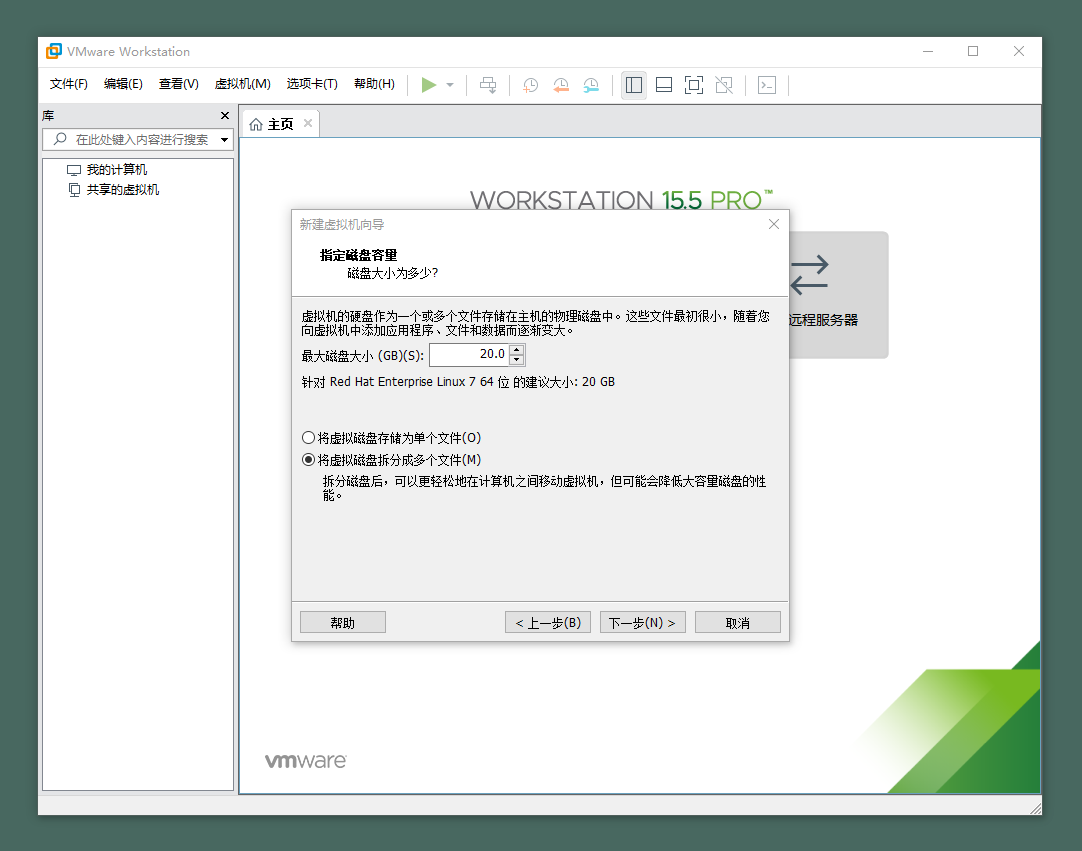 VMware Workstation
文件(F) 编辑(E) 查看(V) 虚拟机(M) 选项卡(T) 帮助(H)
库
在此处键入内容进行搜索
我的计算机
共享的虚拟机
主页
WORKSTATION 15.5 PRO™
远程服务器
新建虚拟机向导
指定磁盘容量
磁盘大小为多少?
虚拟机的硬盘作为一个或多个文件存储在主机的物理磁盘中。这些文件最初很小，随着您
向虚拟机中添加应用程序、文件和数据而逐渐变大。
最大磁盘大小 (GB)(S): 20.0
针对 Red Hat Enterprise Linux 7 64 位 的建议大小: 20 GB
将虚拟磁盘存储为单个文件(O)
将虚拟磁盘拆分成多个文件(M)
拆分磁盘后，可以更轻松地在计算机之间移动虚拟机，但可能会降低大容量磁盘的性
能。
帮助 < 上一步(B) 下一步(N) > 取消
vmware